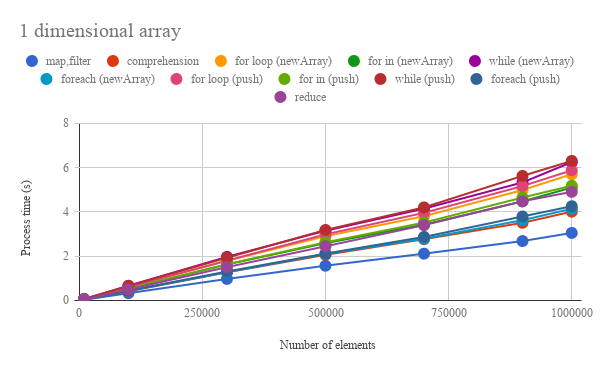 1 dimensional array
map,filter comprehension for loop (newArray) for in (newArray) while (newArray)
foreach (newArray) for loop (push) for in (push) while (push) foreach (push)
reduce
8
6
4
2
0
Process time (s)
0 250000 500000 750000 1000000
Number of elements